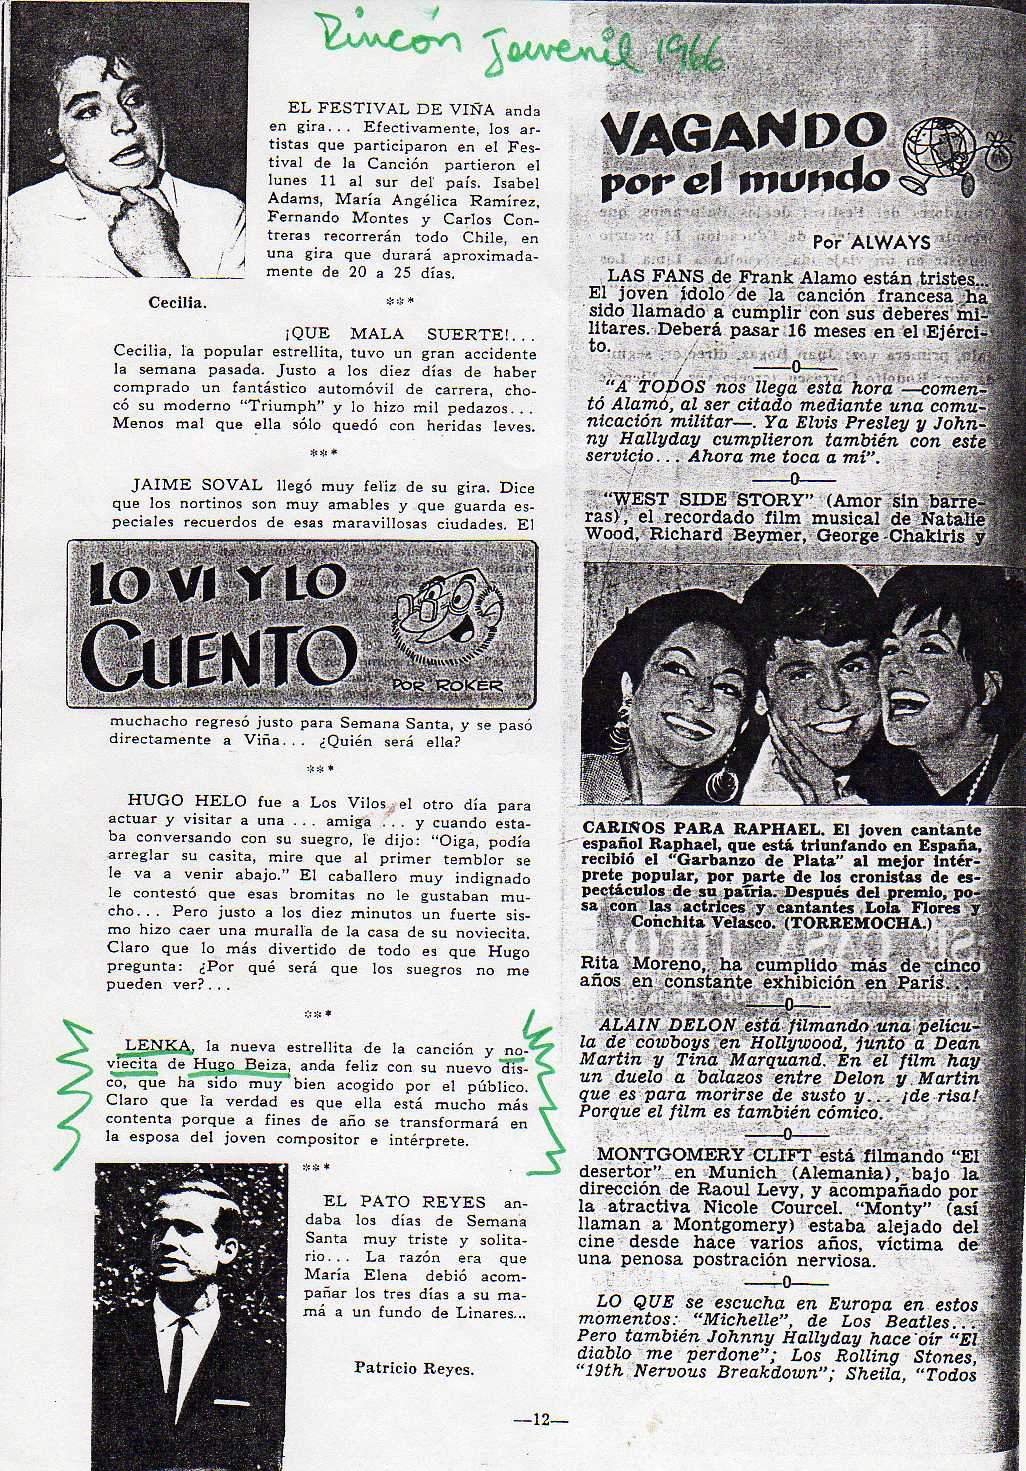 Rincón Juvenil 1966
EL FESTIVAL DE VIÑA anda
en gira... Efectivamente, los ar-
tistas que participaron en el Fes-
tival de la Canción partieron el
lunes 11 al sur del país. Isabel
Adams, María Angélica Ramírez,
Fernando Montes y Carlos Con-
treras recorrerán todo Chile, en
una gira que durará aproximada-
mente de 20 a 25 días.
Cecilia.
***
¡QUE MALA SUERTE!...
Cecilia, la popular estrellita, tuvo un gran accidente
la semana pasada. Justo a los diez días de haber
comprado un fantástico automóvil de carrera, cho-
có su moderno "Triumph" y lo hizo mil pedazos...
Menos mal que ella sólo quedó con heridas leves.
***
JAIME SOVAL llegó muy feliz de su gira. Dice
que los nortinos son muy amables y que guarda es-
peciales recuerdos de esas maravillosas ciudades. El
LO VI Y LO
CUENTO
POR ROKER
muchacho regresó justo para Semana Santa, y se pasó
directamente a Viña... ¿Quién será ella?
***
HUGO HELO fue a Los Vilos el otro día para
actuar y visitar a una ... amiga ... y cuando esta-
ba conversando con su suegro, le dijo: "Oiga, podía
arreglar su casita, mire que al primer temblor se
le va a venir abajo." El caballero muy indignado
le contestó que esas bromitas no le gustaban mu-
cho... Pero justo a los diez minutos un fuerte sis-
mo hizo caer una muralla de la casa de su noviecita.
Claro que lo más divertido de todo es que Hugo
pregunta: ¿Por qué será que los suegros no me
pueden ver?...
***
LENKA, la nueva estrellita de la canción y no-
viecita de Hugo Beiza, anda feliz con su nuevo dis-
co, que ha sido muy bien acogido por el público.
Claro que la verdad es que ella está mucho más
contenta porque a fines de año se transformará en
la esposa del joven compositor e intérprete.
***
EL PATO REYES an-
daba los días de Semana
Santa muy triste y solita-
rio... La razón era que
María Elena debió acom-
pañar los tres días a su ma-
má a un fundo de Linares...
Patricio Reyes.
VAGANDO
por el mundo
Por ALWAYS
LAS FANS de Frank Alamo están tristes...
El joven ídolo de la canción francesa ha
sido llamado a cumplir con sus deberes mi-
litares. Deberá pasar 16 meses en el Ejérci-
to.
—0—
"A TODOS nos llega esta hora —comen-
tó Alamo, al ser citado mediante una comu-
nicación militar—. Ya Elvis Presley y John-
ny Hallyday cumplieron también con este
servicio... Ahora me toca a mí".
—0—
"WEST SIDE STORY" (Amor sin barre-
ras), el recordado film musical de Natalie
Wood, Richard Beymer, George Chakiris y
CARIÑOS PARA RAPHAEL. El joven cantante
español Raphael, que está triunfando en España,
recibió el "Garbanzo de Plata" al mejor intér-
prete popular, por parte de los cronistas de es-
pectáculos de su patria. Después del premio, po-
sa con las actrices y cantantes Lola Flores y
Conchita Velasco. (TORREMOCHA.)
Rita Moreno, ha cumplido más de cinco
años en constante exhibición en París...
—0—
ALAIN DELON está filmando una pelícu-
la de cowboys en Hollywood, junto a Dean
Martin y Tina Marquand. En el film hay
un duelo a balazos entre Delon y Martin
que es para morirse de susto y... ¡de risa!
Porque el film es también cómico.
—0—
MONTGOMERY CLIFT está filmando "El
desertor" en Munich (Alemania), bajo la
dirección de Raoul Levy, y acompañado por
la atractiva Nicole Courcel. "Monty" (así
llaman a Montgomery) estaba alejado del
cine desde hace varios años, víctima de
una penosa postración nerviosa.
—0—
LO QUE se escucha en Europa en estos
momentos: "Michelle", de Los Beatles...
Pero también Johnny Hallyday hace oír "El
diablo me perdone"; Los Rolling Stones,
"19th Nervous Breakdown"; Sheila, "Todos
—12—